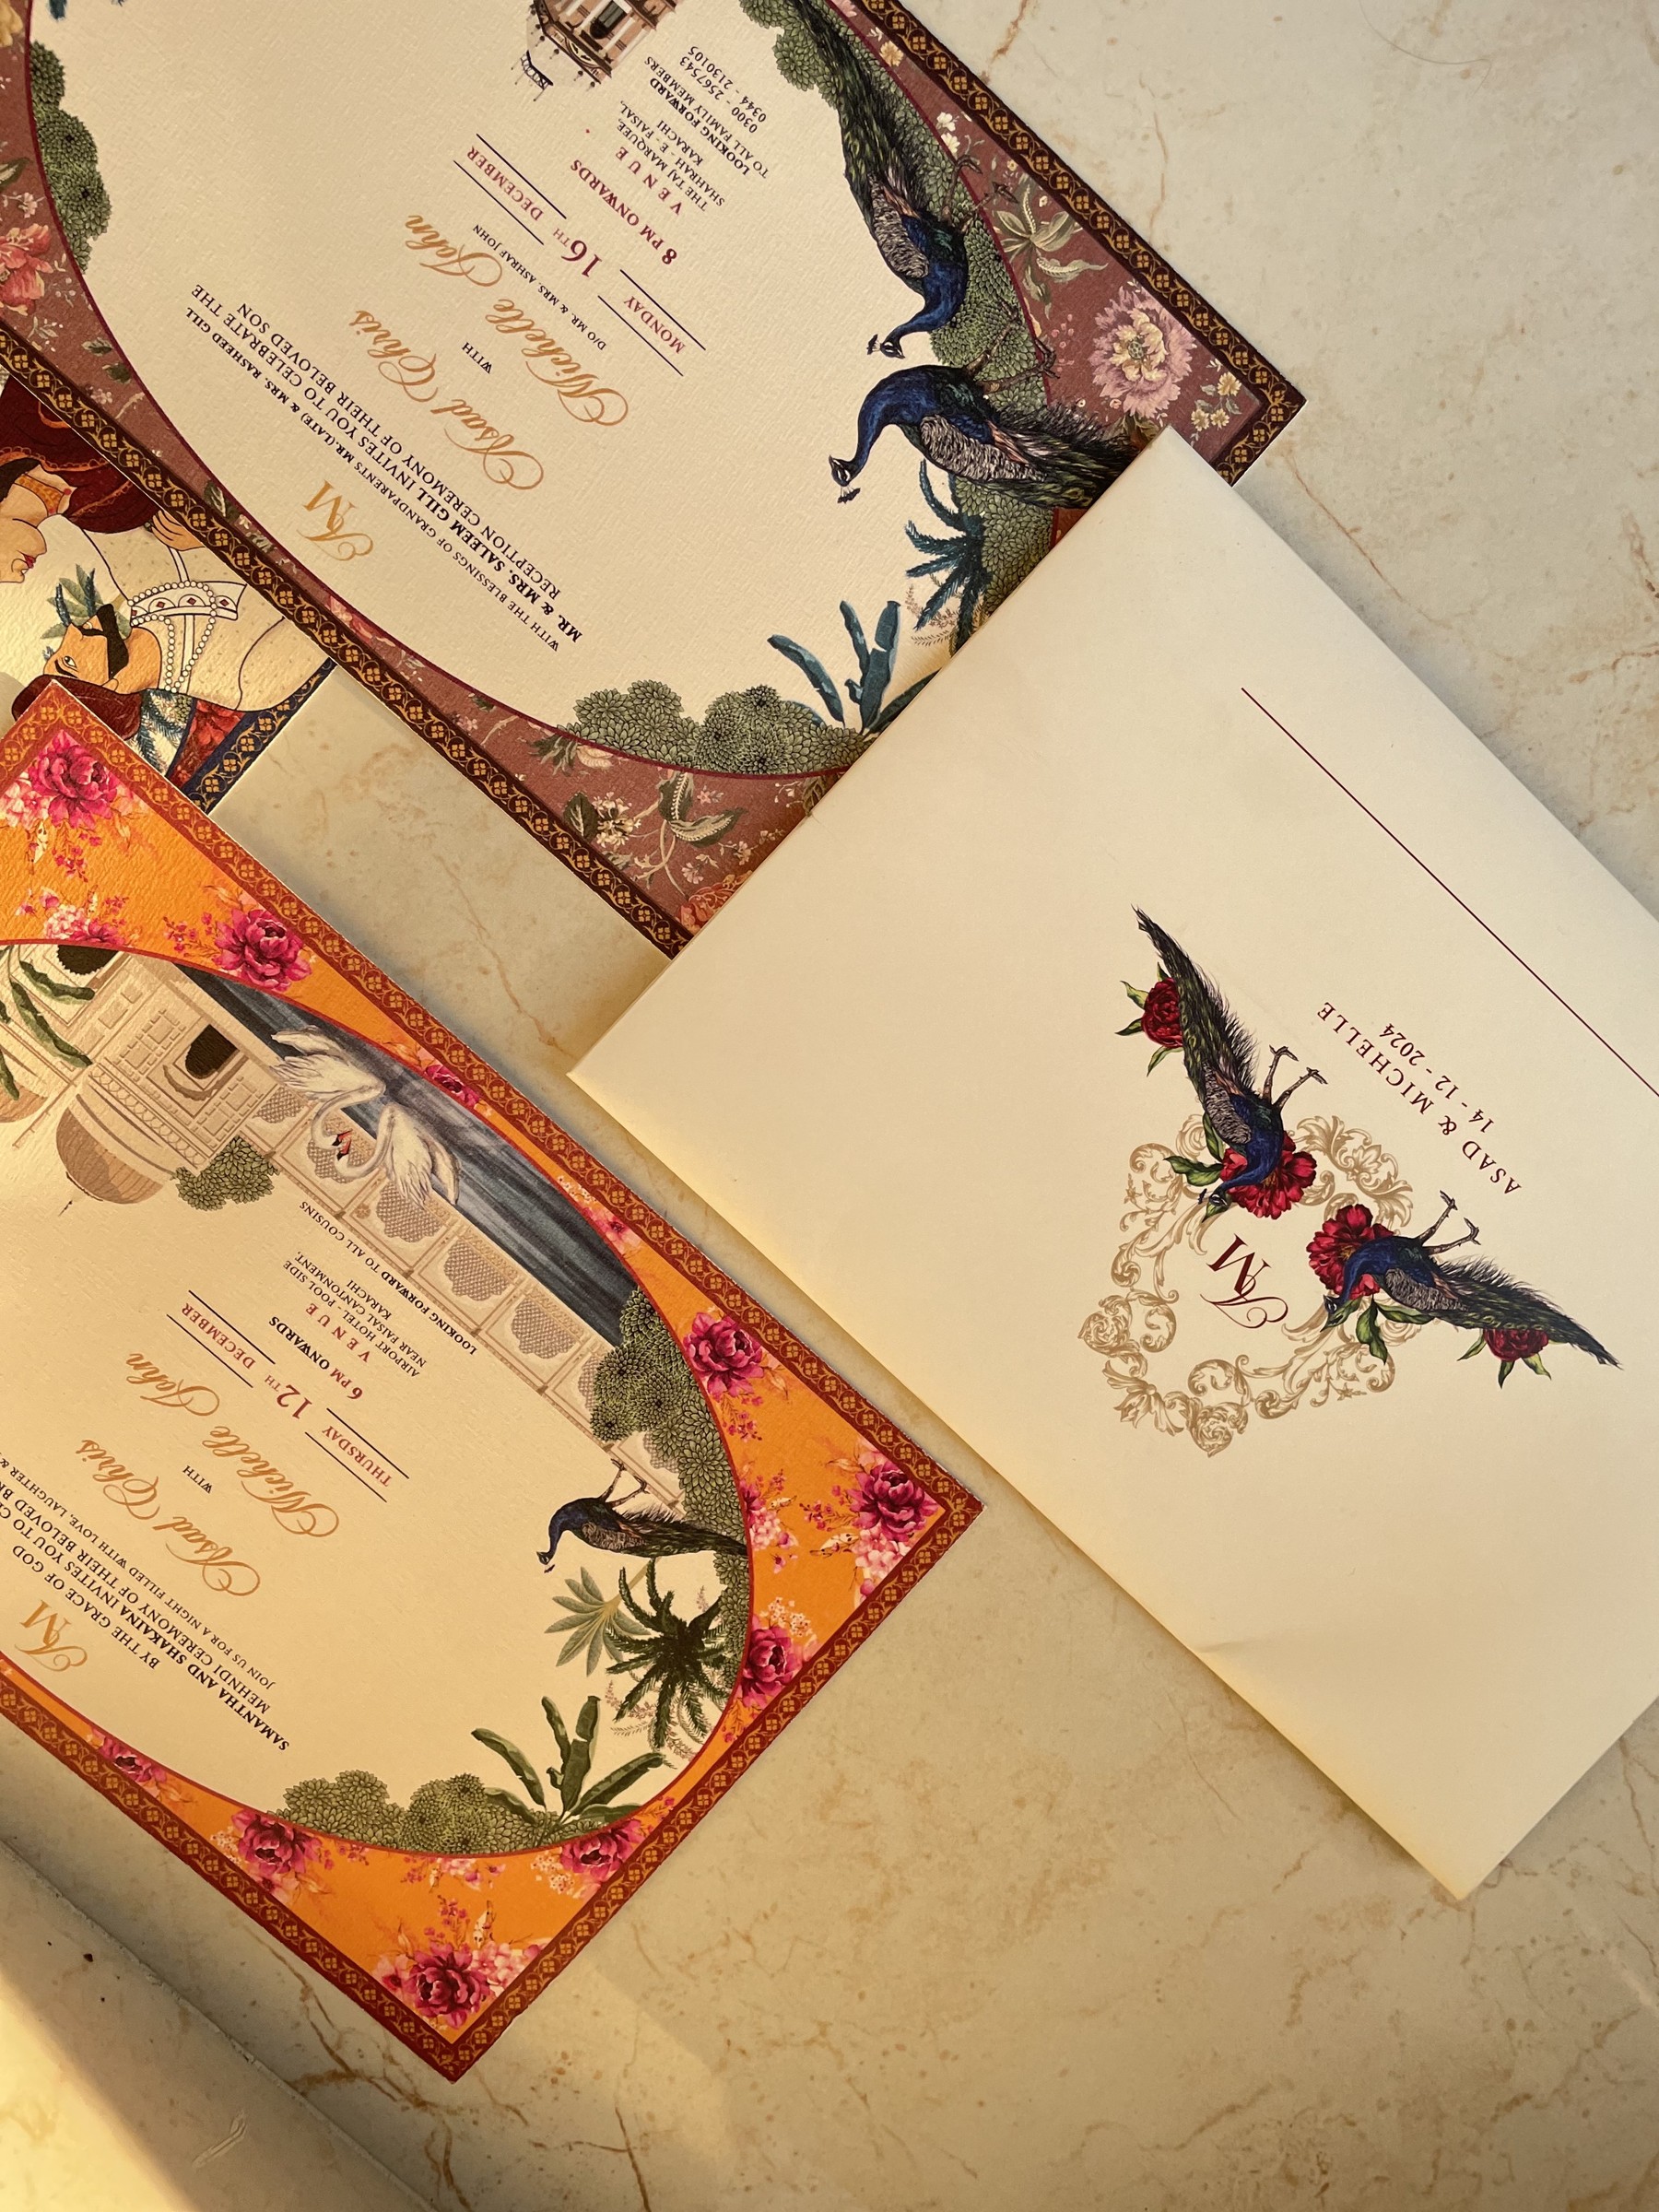 AM
WITH THE BLESSINGS OF GRANDPARENTS MR.(LATE) & MRS. RASHEED GILL
MR. & MRS. SALEEM GILL INVITES YOU TO CELEBRATE THE
RECEPTION CEREMONY OF THEIR BELOVED SON
Asad Chris
WITH
Michelle John
D/O MR. & MRS. ASHRAF JOHN
MONDAY 16TH DECEMBER
8 PM ONWARDS
VENUE
THE TAJ MARQUEE,
SHAHRAH - E - FAISAL,
KARACHI
LOOKING FORWARD
TO ALL FAMILY MEMBERS
0300 - 2567543
0344 - 2130105
AM
BY THE GRACE OF GOD
SAMANTHA AND SHAKAINA INVITES YOU TO
MEHNDI CEREMONY OF THEIR BELOVED
JOIN US FOR A NIGHT FILLED WITH LOVE, LAUGHTER &
Asad Chris
WITH
Michelle John
THURSDAY 12TH DECEMBER
6 PM ONWARDS
VENUE
AIRPORT HOTEL, POOL SIDE
NEAR FAISAL CANTONMENT,
KARACHI
LOOKING FORWARD TO ALL COUSINS
AM
ASAD & MICHELLE
14 - 12 - 2024